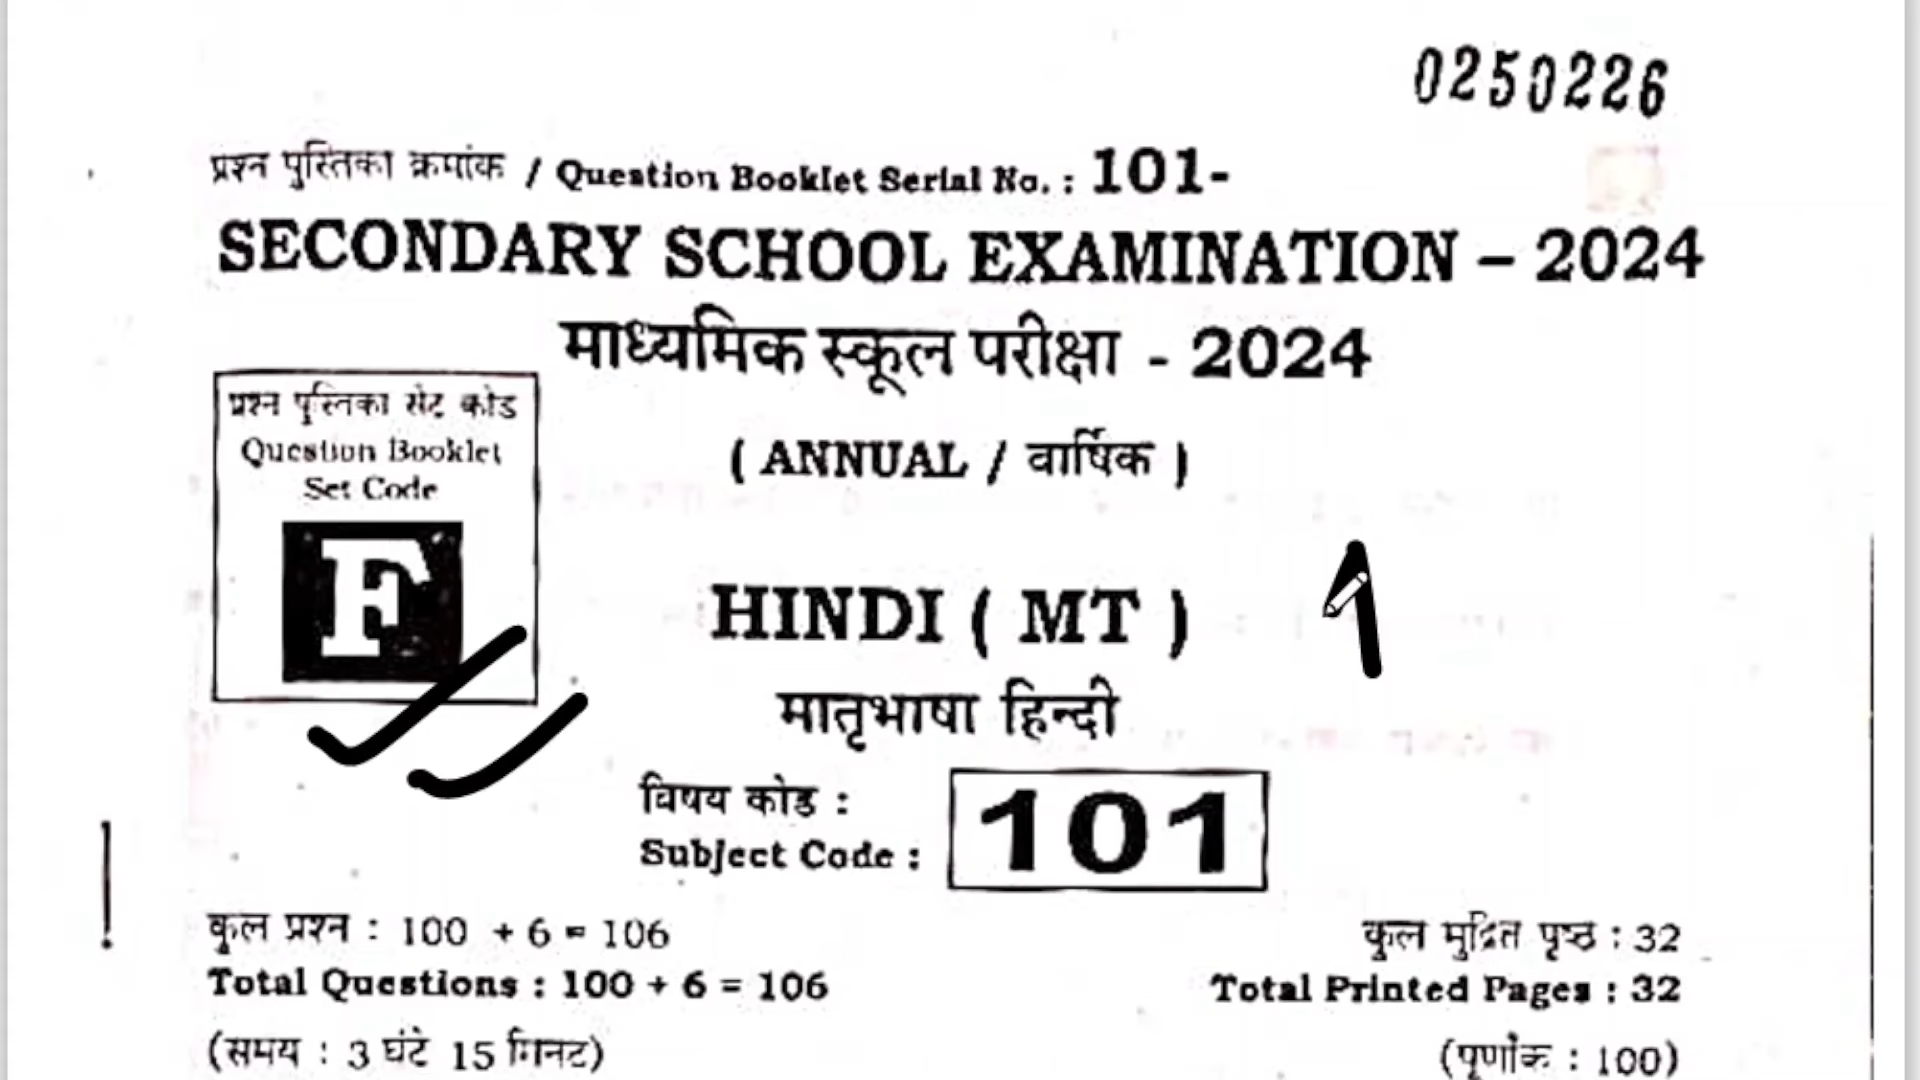 0250226
प्रश्न पुस्तिका क्रमांक / Question Booklet Serial No. : 101-
SECONDARY SCHOOL EXAMINATION – 2024
माध्यमिक स्कूल परीक्षा - 2024
प्रश्न पुस्तिका सेट कोड
Question Booklet
Set Code
F
( ANNUAL / वार्षिक )
HINDI ( MT )
1
मातृभाषा हिन्दी
विषय कोड :
Subject Code :
101
कुल प्रश्न : 100 + 6 = 106
कुल मुद्रित पृष्ठ : 32
Total Questions : 100 + 6 = 106
Total Printed Pages : 32
(समय : 3 घंटे 15 मिनट)
(पूर्णांक : 100)